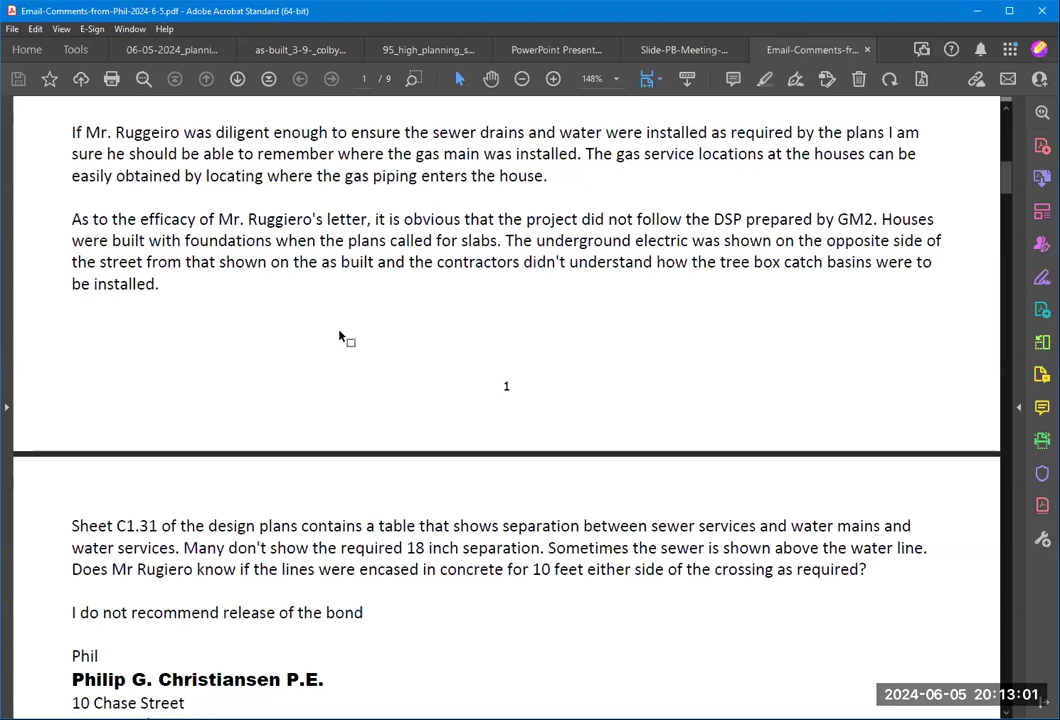 Email-Comments-from-Phil-2024-6-5.pdf - Adobe Acrobat Standard (64-bit)
File Edit View E-Sign Window Help
Home Tools 06-05-2024_planni... as-built_3-9-_colby... 95_high_planning_s... PowerPoint Present... Slide-PB-Meeting-... Email-Comments-fr...
1 / 9 148%
If Mr. Ruggeiro was diligent enough to ensure the sewer drains and water were installed as required by the plans I am
sure he should be able to remember where the gas main was installed. The gas service locations at the houses can be
easily obtained by locating where the gas piping enters the house.
As to the efficacy of Mr. Ruggiero's letter, it is obvious that the project did not follow the DSP prepared by GM2. Houses
were built with foundations when the plans called for slabs. The underground electric was shown on the opposite side of
the street from that shown on the as built and the contractors didn't understand how the tree box catch basins were to
be installed.
1
Sheet C1.31 of the design plans contains a table that shows separation between sewer services and water mains and
water services. Many don't show the required 18 inch separation. Sometimes the sewer is shown above the water line.
Does Mr Rugiero know if the lines were encased in concrete for 10 feet either side of the crossing as required?
I do not recommend release of the bond
Phil
Philip G. Christiansen P.E.
10 Chase Street
2024-06-05 20:13:01